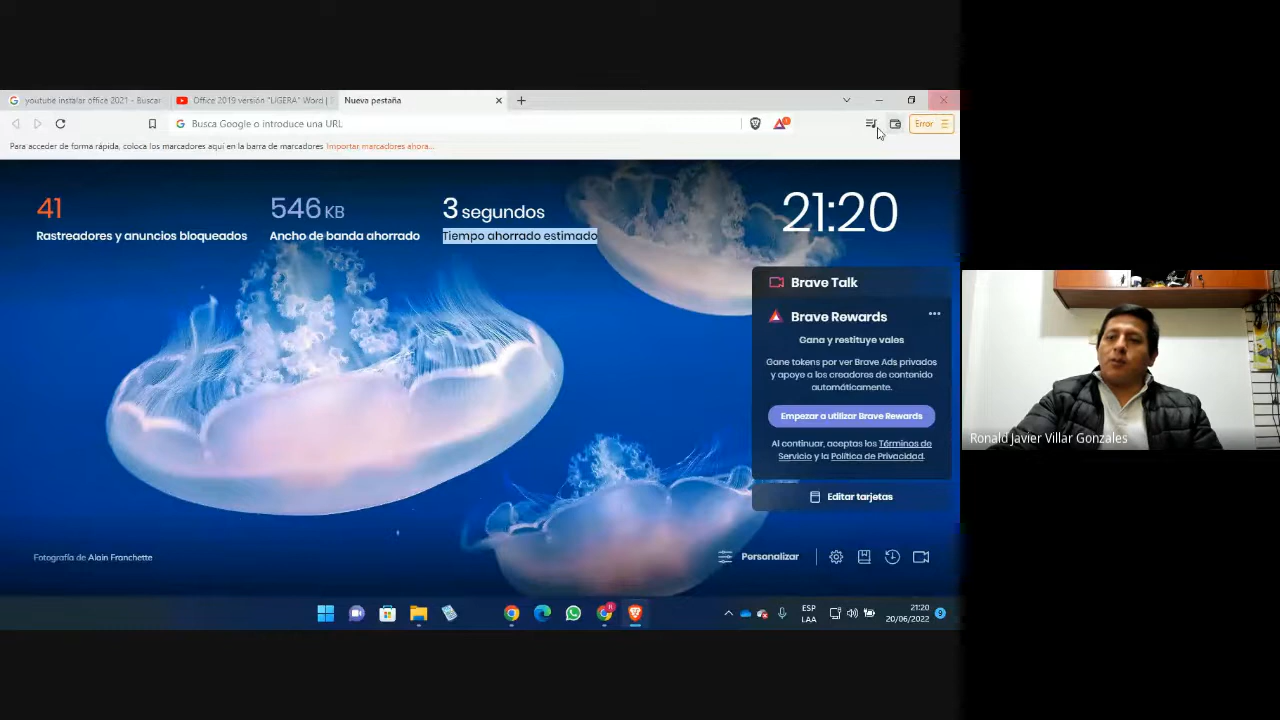 youtube instalar office 2021 - Buscar
Office 2019 versión "LIGERA" Word |
Nueva pestaña
Busca Google o introduce una URL
Error
Para acceder de forma rápida, coloca los marcadores aquí en la barra de marcadores Importar marcadores ahora...
41
Rastreadores y anuncios bloqueados
546 KB
Ancho de banda ahorrado
3 segundos
Tiempo ahorrado estimado
21:20
Brave Talk
Brave Rewards
Gana y restituye vales
Gane tokens por ver Brave Ads privados
y apoye a los creadores de contenido
automáticamente.
Empezar a utilizar Brave Rewards
Al continuar, aceptas los Términos de
Servicio y la Política de Privacidad.
Editar tarjetas
Ronald Javier Villar Gonzales
Fotografía de Alain Franchette
Personalizar
ESP
LAA
21:20
20/06/2022
9